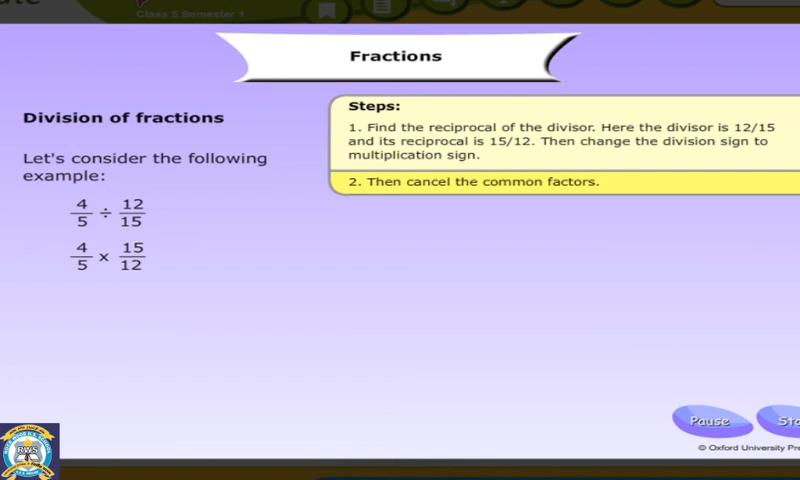 Class 5 Semester 1
Fractions
Division of fractions
Let's consider the following
example:
4/5 ÷ 12/15
4/5 x 15/12
Steps:
1. Find the reciprocal of the divisor. Here the divisor is 12/15
and its reciprocal is 15/12. Then change the division sign to
multiplication sign.
2. Then cancel the common factors.
Pause
© Oxford University
RWS